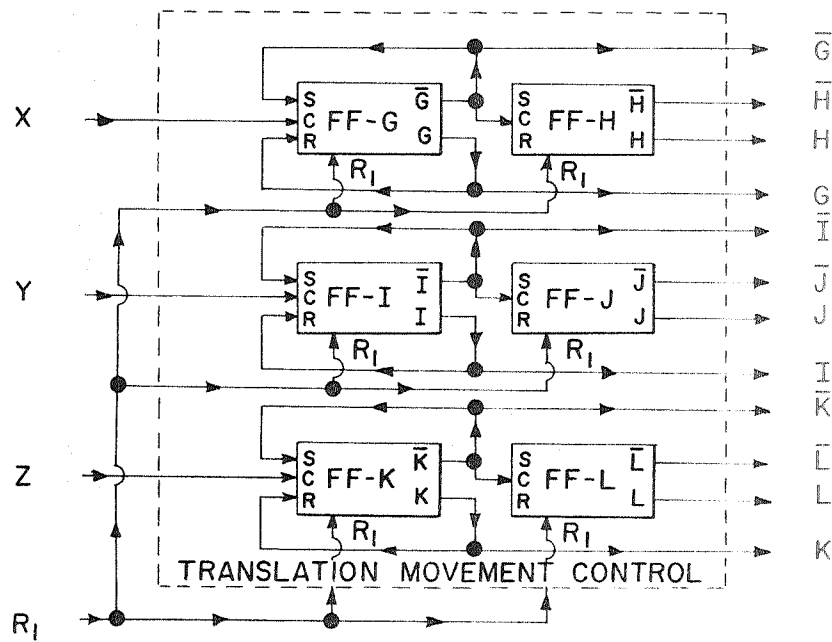 G̅
S G̅ S H̅ H̅
X C FF-G C FF-H
R G R H H
R₁ R₁
G
I̅
S I̅ S J̅ J̅
Y C FF-I C FF-J
R I R J J
R₁ R₁
I
K̅
S K̅ S L̅ L̅
Z C FF-K C FF-L
R K R L L
R₁ R₁
K
TRANSLATION MOVEMENT CONTROL
R₁